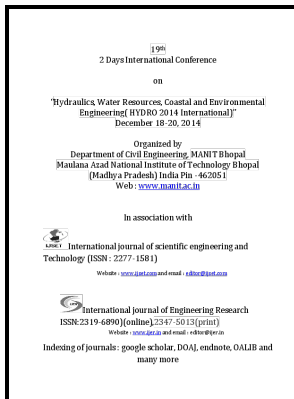 19th
2 Days International Conference
on
"Hydraulics, Water Resources, Coastal and Environmental
Engineering( HYDRO 2014 International)"
December 18-20, 2014
Organized by
Department of Civil Engineering, MANIT Bhopal
Maulana Azad National Institute of Technology Bhopal
(Madhya Pradesh) India Pin -462051
Web : www.manit.ac.in
In association with
IJSET International journal of scientific engineering and
Technology (ISSN : 2277-1581)
Website : www.ijset.com and email : editor@ijset.com
International journal of Engineering Research
ISSN:2319-6890)(online),2347-5013(print)
Website : www.ijer.in and email : editor@ijer.in
Indexing of journals : google scholar, DOAJ, endnote, OALIB and
many more